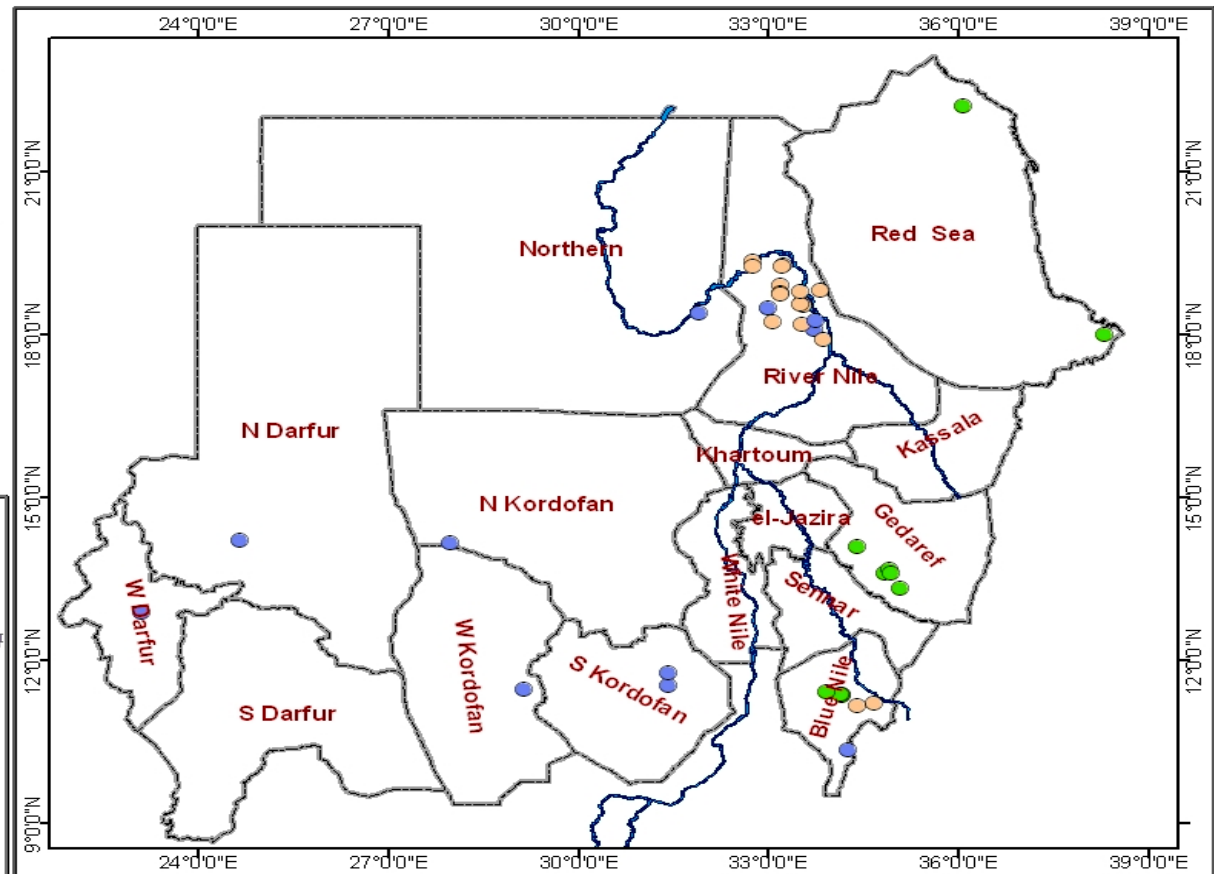 24°0'0"E 27°0'0"E 30°0'0"E 33°0'0"E 36°0'0"E 39°0'0"E
21°0'0"N
21°0'0"N
Red Sea
Northern
18°0'0"N
18°0'0"N
River Nile
N Darfur
Kassala
Khartoum
15°0'0"N
15°0'0"N
N Kordofan
el-Jazira
Gedaref
White Nile
Sennar
W Darfur
12°0'0"N
12°0'0"N
W Kordofan
S Kordofan
Blue Nile
S Darfur
9°0'0"N
9°0'0"N
24°0'0"E 27°0'0"E 30°0'0"E 33°0'0"E 36°0'0"E 39°0'0"E